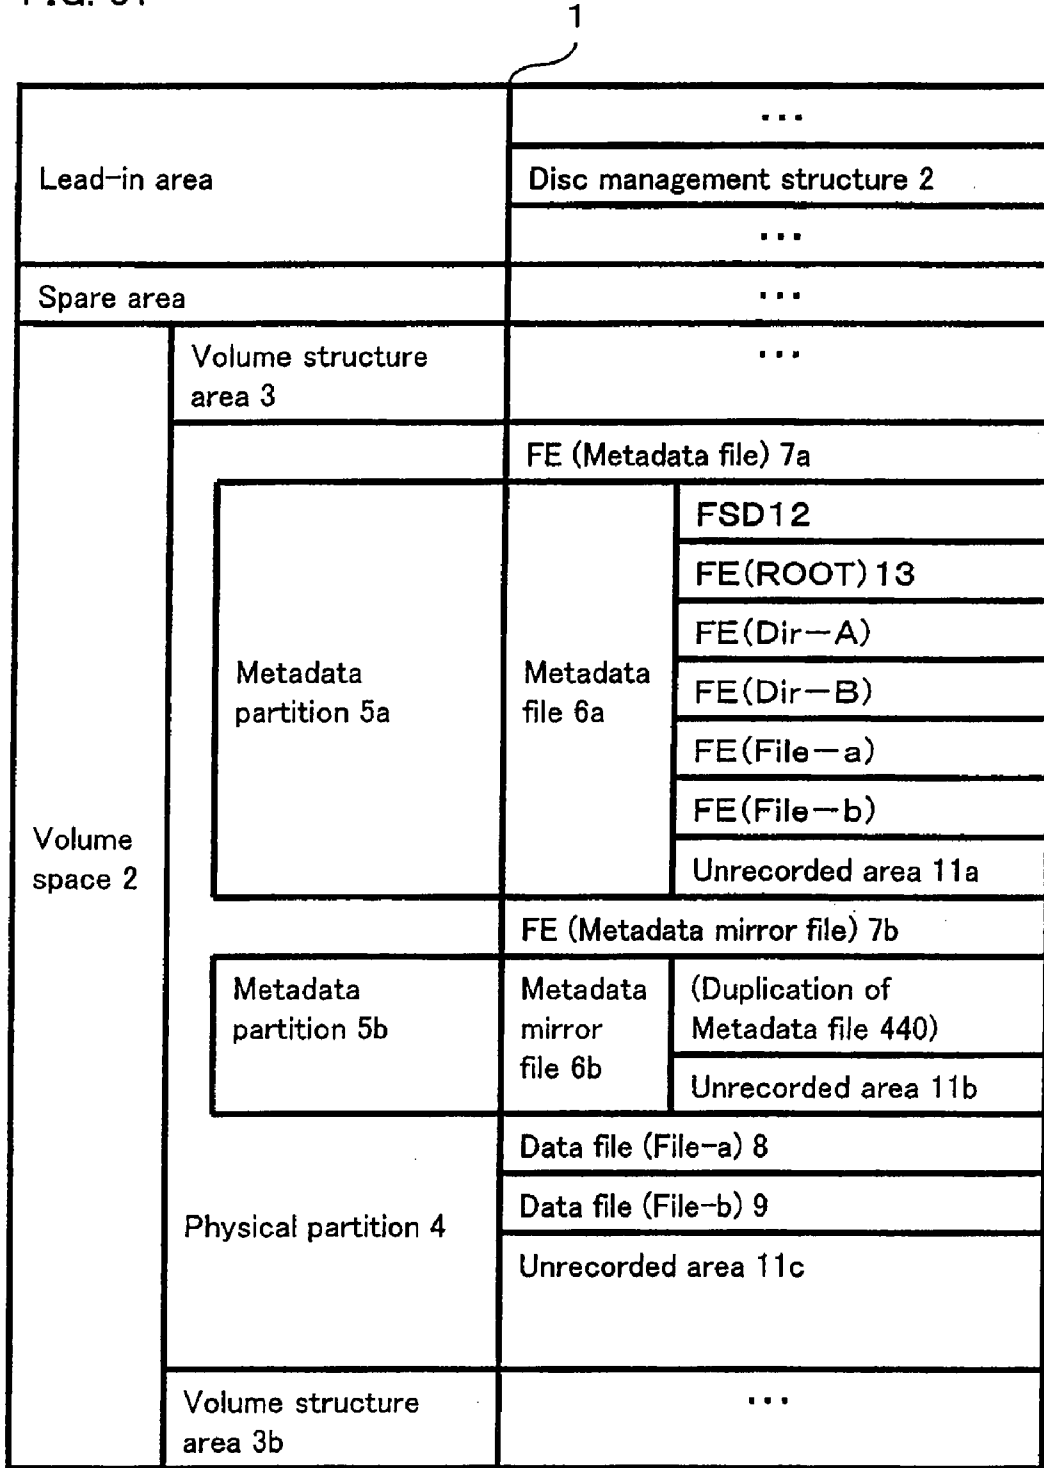 1
...
Lead-in area
Disc management structure 2
...
Spare area
...
Volume structure
area 3
...
FE (Metadata file) 7a
FSD12
FE(ROOT)13
FE(Dir-A)
Metadata
partition 5a
Metadata
file 6a
FE(Dir-B)
FE(File-a)
FE(File-b)
Volume
space 2
Unrecorded area 11a
FE (Metadata mirror file) 7b
Metadata
partition 5b
Metadata
mirror
file 6b
(Duplication of
Metadata file 440)
Unrecorded area 11b
Data file (File-a) 8
Data file (File-b) 9
Physical partition 4
Unrecorded area 11c
Volume structure
area 3b
...